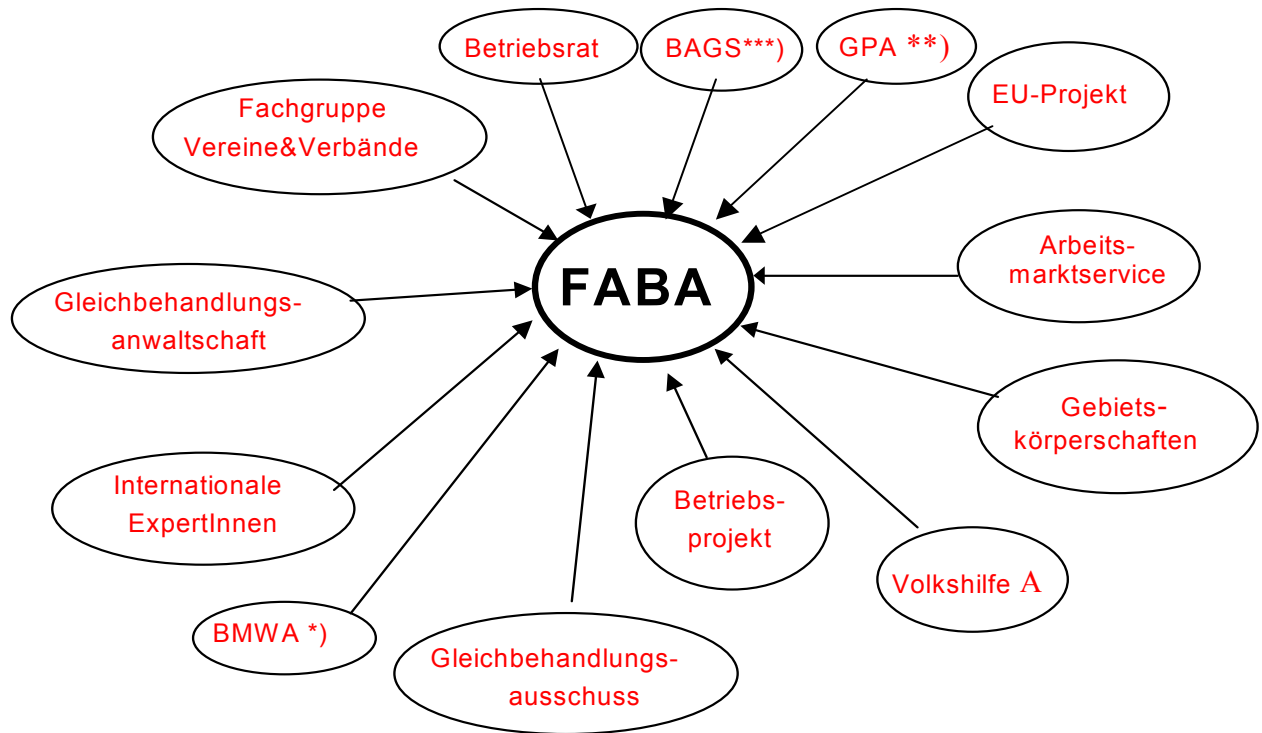 Betriebsrat
BAGS***)
GPA **)
EU-Projekt
Fachgruppe
Vereine&Verbände
Arbeits-
marktservice
FABA
Gleichbehandlungs-
anwaltschaft
Gebiets-
körperschaften
Internationale
ExpertInnen
Betriebs-
projekt
Volkshilfe A
BMWA *)
Gleichbehandlungs-
ausschuss